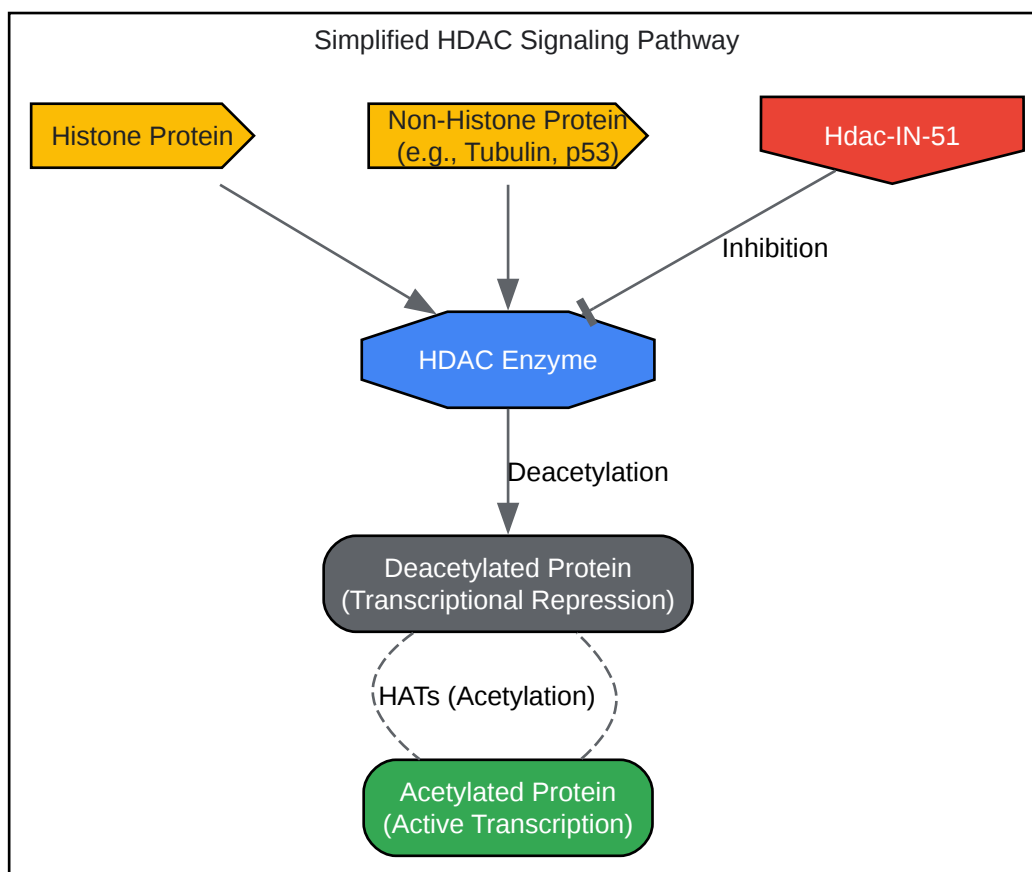 Simplified HDAC Signaling Pathway
Histone Protein
Non-Histone Protein
(e.g., Tubulin, p53)
Hdac-IN-51
Inhibition
HDAC Enzyme
Deacetylation
Deacetylated Protein
(Transcriptional Repression)
HATs (Acetylation)
Acetylated Protein
(Active Transcription)